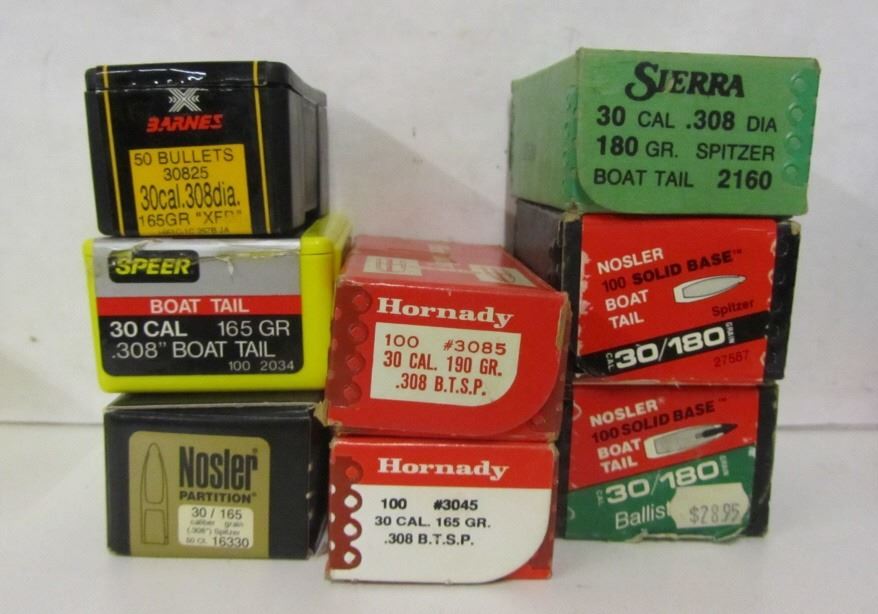 BARNES
50 BULLETS
30825
30cal.308dia.
165GR
SPEER
BOAT TAIL
30 CAL 165 GR
.308" BOAT TAIL
100 2034
Nosler®
PARTITION®
30 / 165
caliber grain
(.308") Spitzer
50 Ct. 16330
Hornady
100 #3085
30 CAL. 190 GR.
.308 B.T.S.P.
Hornady
100 #3045
30 CAL. 165 GR.
.308 B.T.S.P.
SIERRA
30 CAL .308 DIA
180 GR. SPITZER
BOAT TAIL 2160
NOSLER
100 SOLID BASE™
BOAT
TAIL
Spitzer
CAL 30/180 GRAIN
27587
NOSLER®
100 SOLID BASE™
BOAT
TAIL
CAL 30/180 GRAIN
$28.95